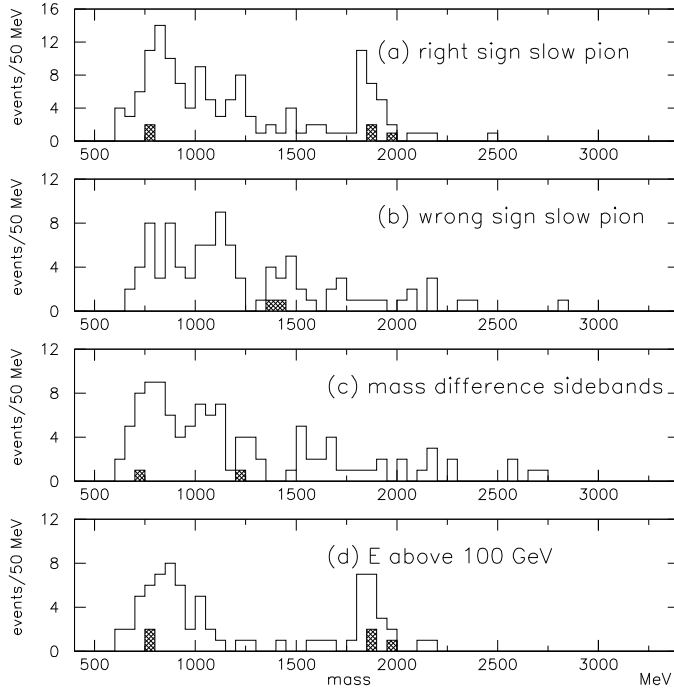 16
12
8
4
0
events/50 MeV
(a) right sign slow pion
500 1000 1500 2000 2500 3000
12
8
4
0
events/50 MeV
(b) wrong sign slow pion
500 1000 1500 2000 2500 3000
12
8
4
0
events/50 MeV
(c) mass difference sidebands
500 1000 1500 2000 2500 3000
12
8
4
0
events/50 MeV
(d) E above 100 GeV
500 1000 1500 2000 2500 3000
mass MeV